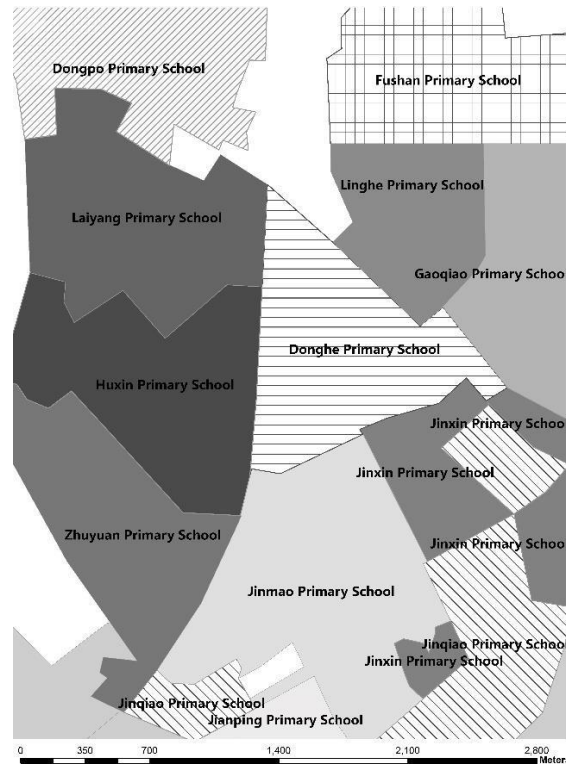 Dongpo Primary School
Fushan Primary School
Linghe Primary School
Laiyang Primary School
Gaoqiao Primary Schoo
Donghe Primary School
Huxin Primary School
Jinxin Primary Schoo
Jinxin Primary School
Zhuyuan Primary School
Jinxin Primary Schoo
Jinmao Primary School
Jinqiao Primary School
Jinxin Primary School
Jinqiao Primary School
Jianping Primary School
0 350 700 1,400 2,100 2,800
Meters